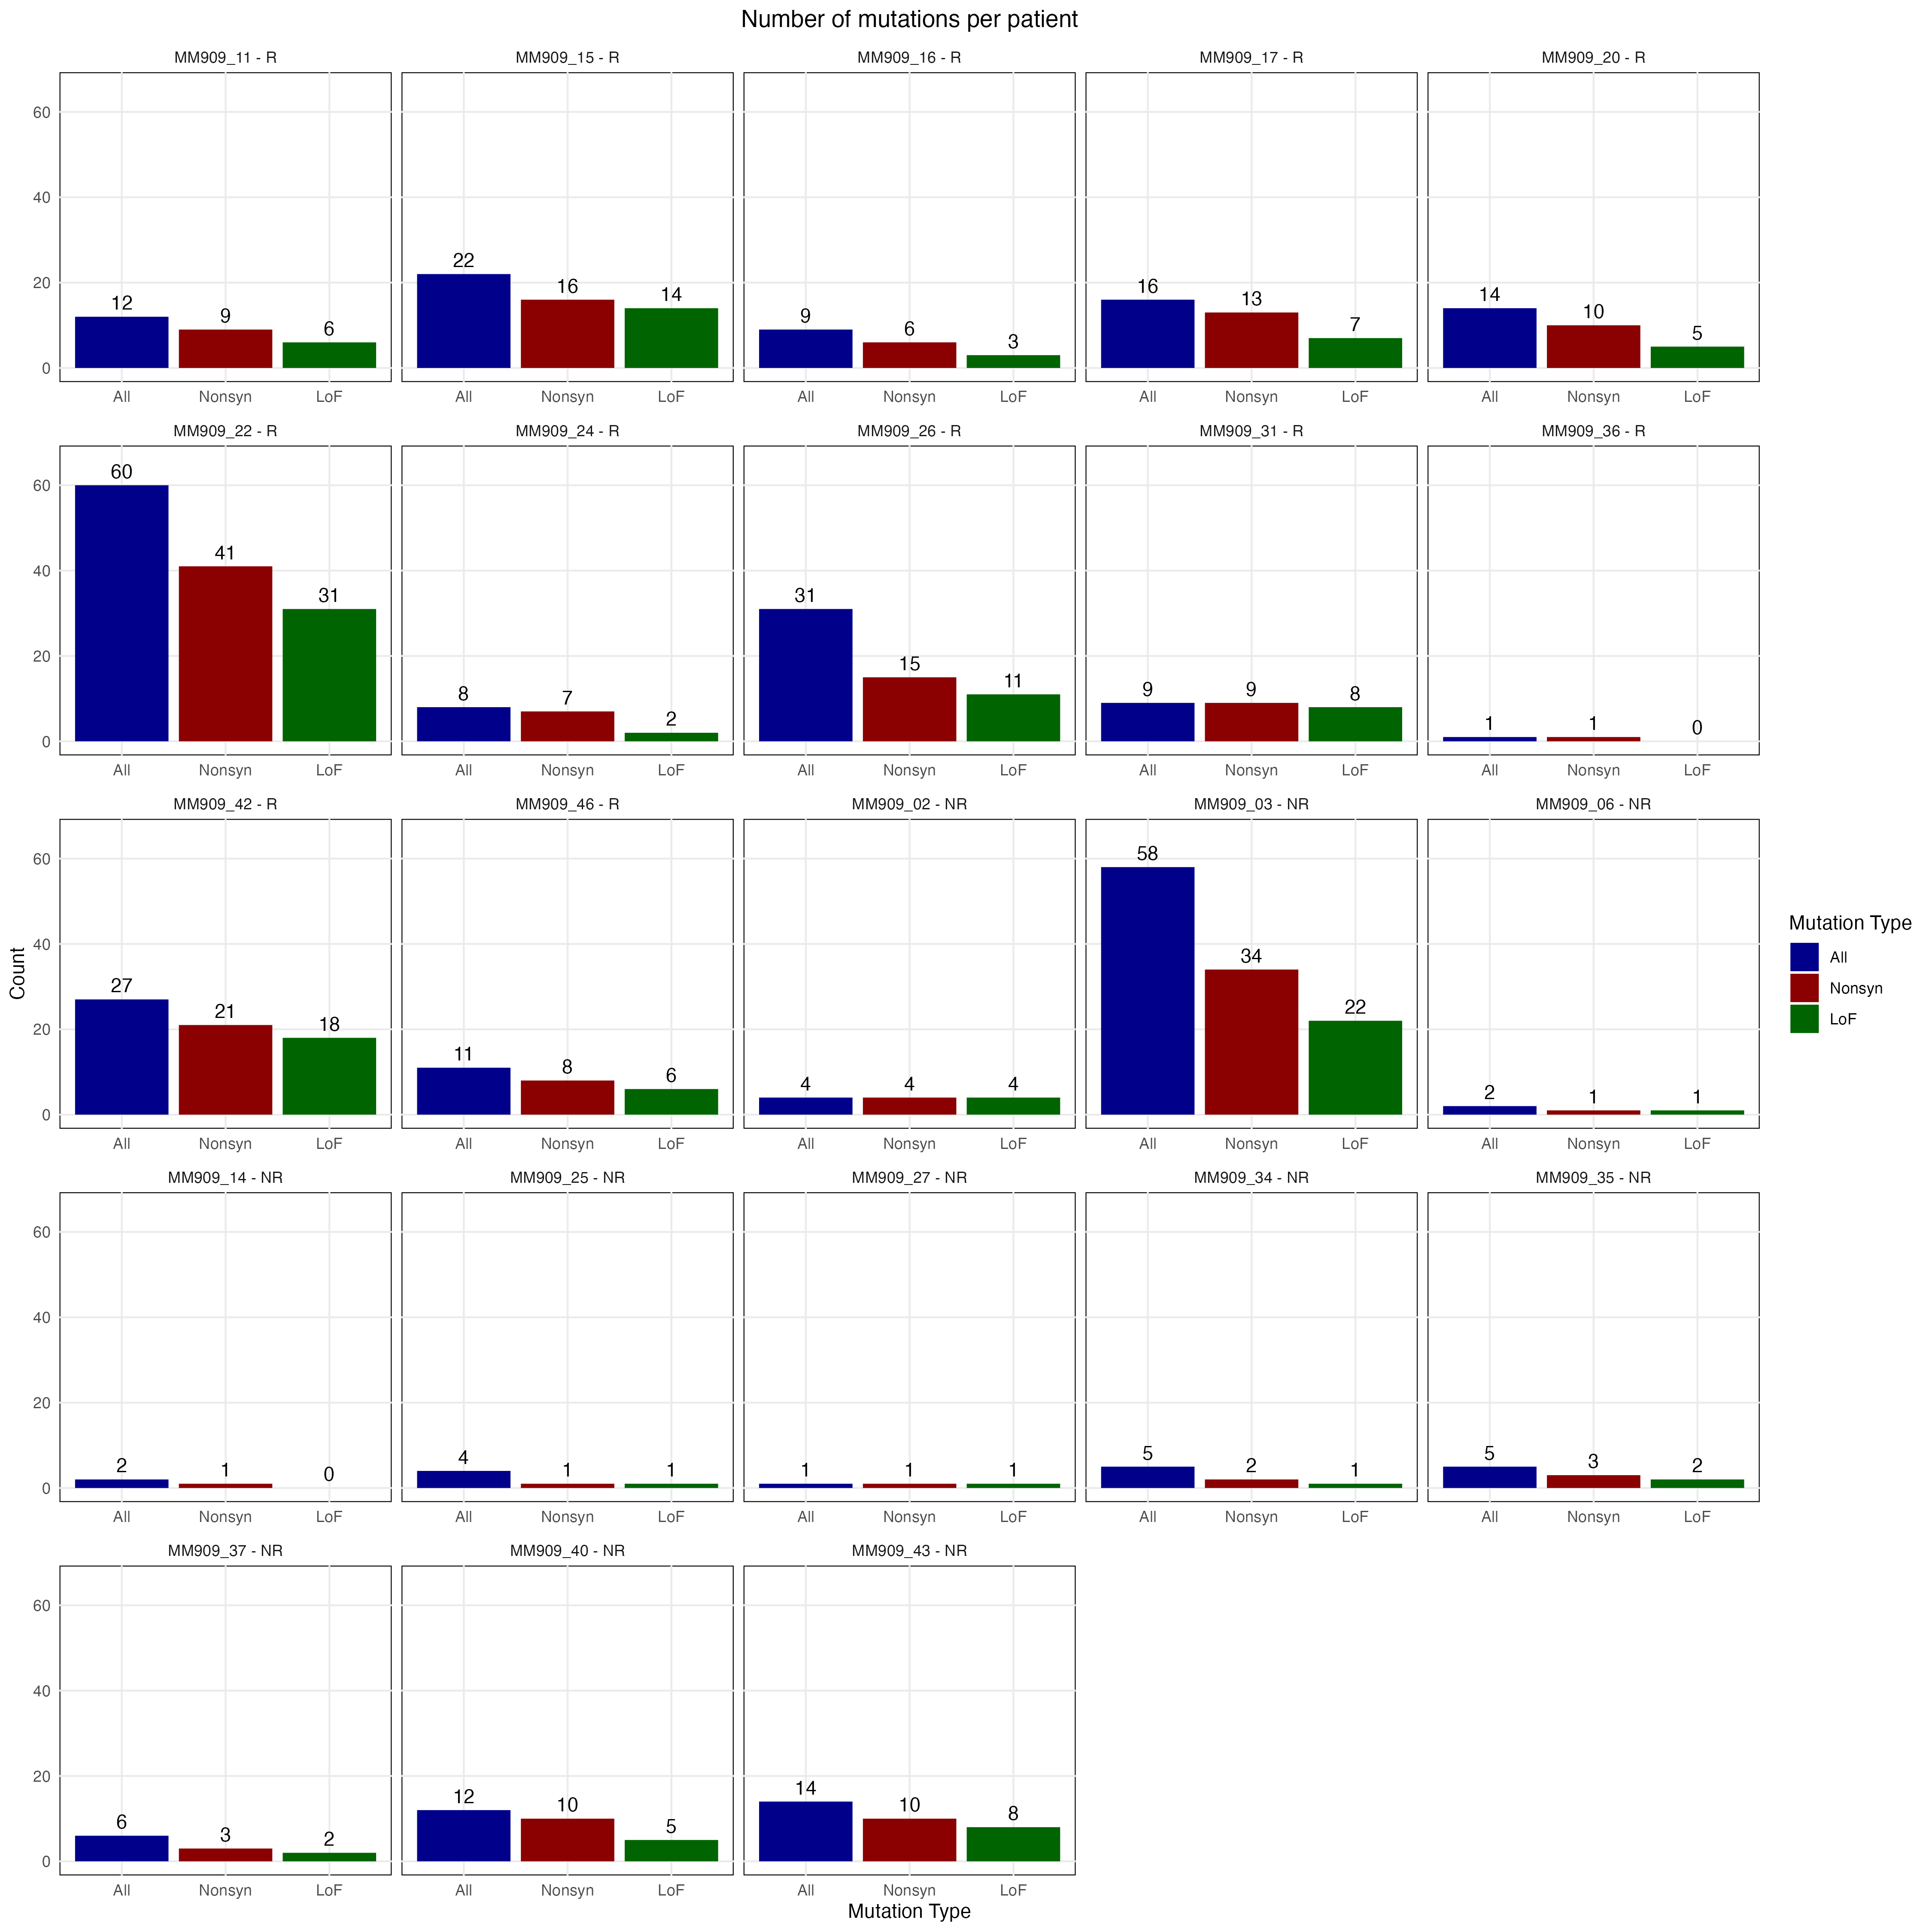 Number of mutations per patient
MM909_11 - R
MM909_15 - R
MM909_16 - R
MM909_17 - R
MM909_20 - R
60
40
20
0
12
9
6
22
16
14
9
6
3
16
13
7
14
10
5
All Nonsyn LoF All Nonsyn LoF All Nonsyn LoF All Nonsyn LoF All Nonsyn LoF
MM909_22 - R
MM909_24 - R
MM909_26 - R
MM909_31 - R
MM909_36 - R
60
40
20
0
60
41
31
8
7
2
31
15
11
9
9
8
1
1
0
All Nonsyn LoF All Nonsyn LoF All Nonsyn LoF All Nonsyn LoF All Nonsyn LoF
MM909_42 - R
MM909_46 - R
MM909_02 - NR
MM909_03 - NR
MM909_06 - NR
Count
60
40
20
0
27
21
18
11
8
6
4
4
4
58
34
22
2
1
1
All Nonsyn LoF All Nonsyn LoF All Nonsyn LoF All Nonsyn LoF All Nonsyn LoF
Mutation Type
All
Nonsyn
LoF
MM909_14 - NR
MM909_25 - NR
MM909_27 - NR
MM909_34 - NR
MM909_35 - NR
60
40
20
0
2
1
0
4
1
1
1
1
1
5
2
1
5
3
2
All Nonsyn LoF All Nonsyn LoF All Nonsyn LoF All Nonsyn LoF All Nonsyn LoF
MM909_37 - NR
MM909_40 - NR
MM909_43 - NR
60
40
20
0
6
3
2
12
10
5
14
10
8
All Nonsyn LoF All Nonsyn LoF All Nonsyn LoF
Mutation Type